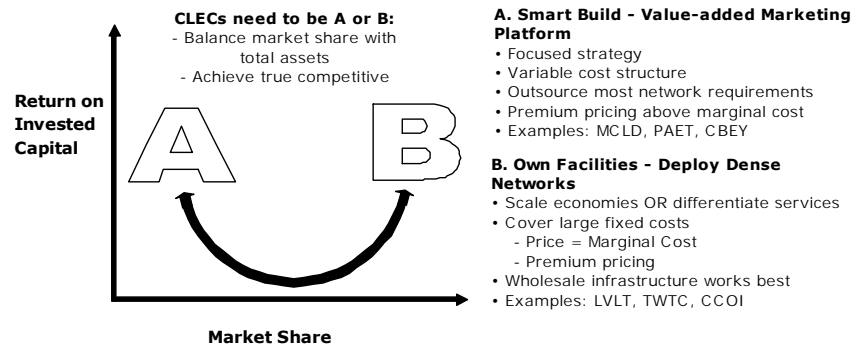 CLECs need to be A or B:
- Balance market share with
total assets
- Achieve true competitive
Return on
Invested
Capital
A
B
Market Share
A. Smart Build - Value-added Marketing
Platform
• Focused strategy
• Variable cost structure
• Outsource most network requirements
• Premium pricing above marginal cost
• Examples: MCLD, PAET, CBEY
B. Own Facilities - Deploy Dense
Networks
• Scale economies OR differentiate services
• Cover large fixed costs
- Price = Marginal Cost
- Premium pricing
• Wholesale infrastructure works best
• Examples: LVLT, TWTC, CCOI